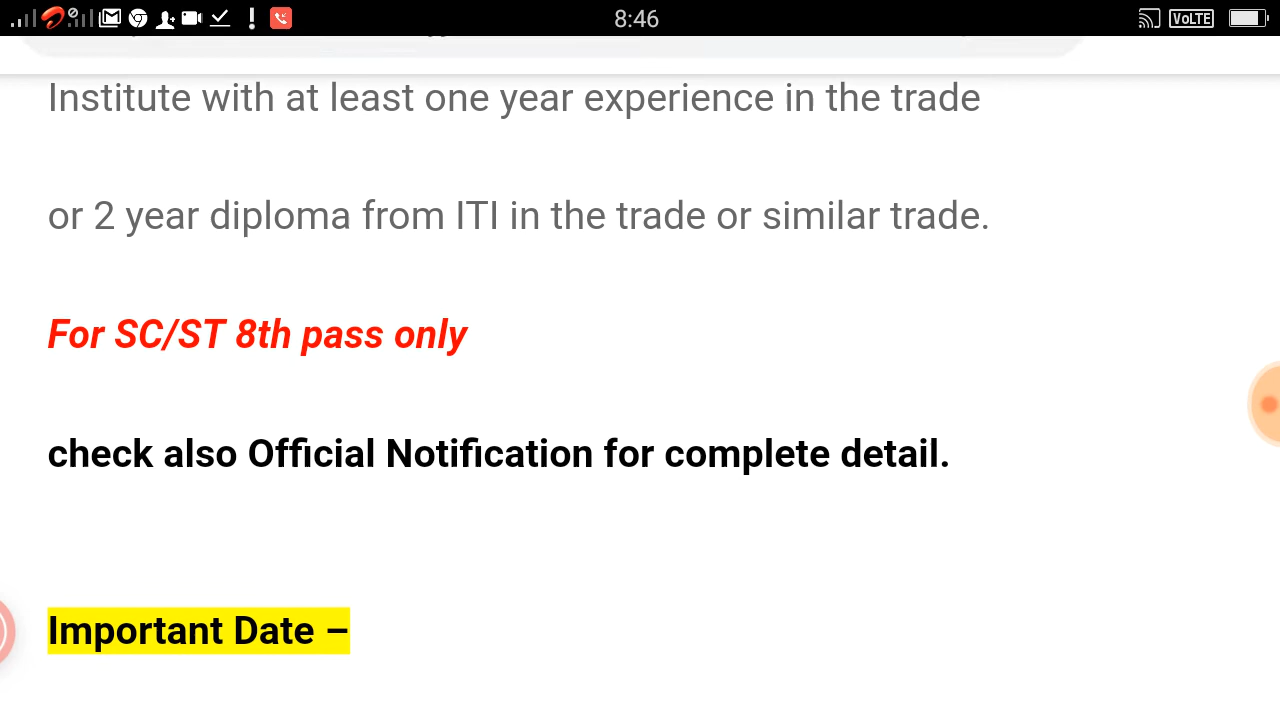 8:46
VoLTE
Institute with at least one year experience in the trade
or 2 year diploma from ITI in the trade or similar trade.
For SC/ST 8th pass only
check also Official Notification for complete detail.
Important Date –